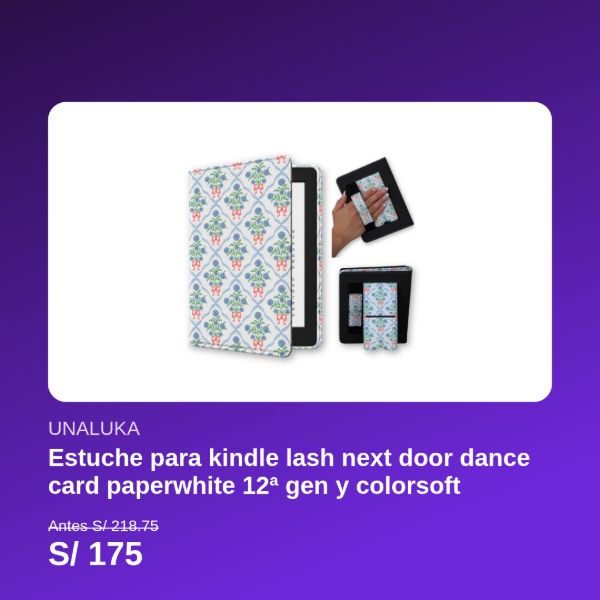 UNALUKA
Estuche para kindle lash next door dance
card paperwhite 12ª gen y colorsoft
Antes S/ 218.75
S/ 175